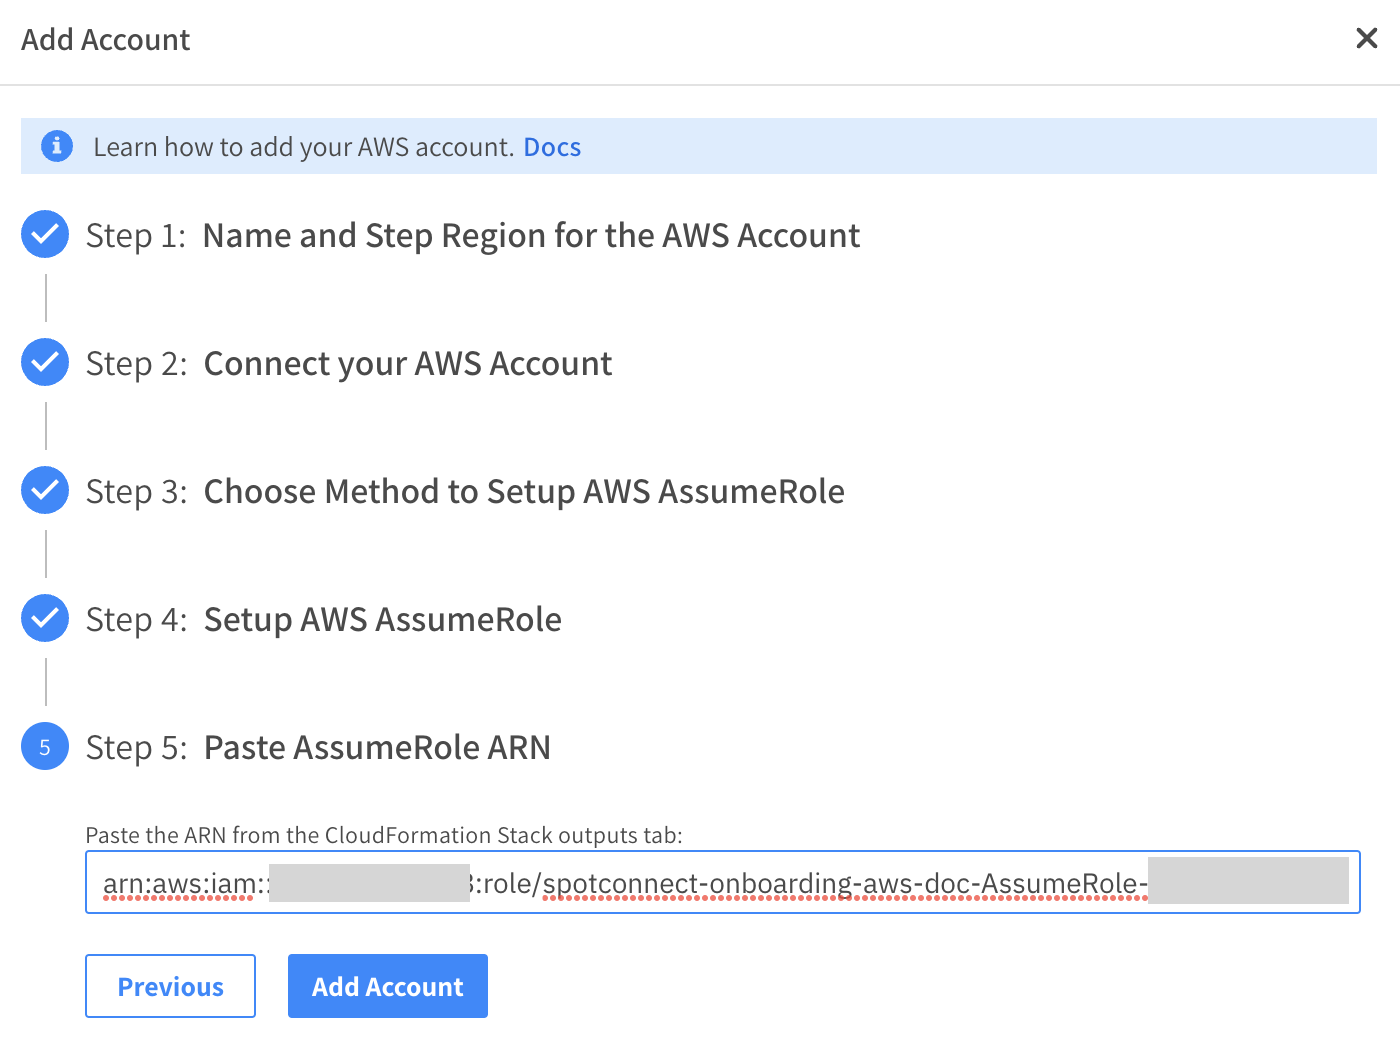 Add Account
Learn how to add your AWS account. Docs
Step 1: Name and Step Region for the AWS Account
Step 2: Connect your AWS Account
Step 3: Choose Method to Setup AWS AssumeRole
Step 4: Setup AWS AssumeRole
5 Step 5: Paste AssumeRole ARN
Paste the ARN from the CloudFormation Stack outputs tab:
arn:aws:iam:: :role/spotconnect-onboarding-aws-doc-AssumeRole-
Previous Add Account